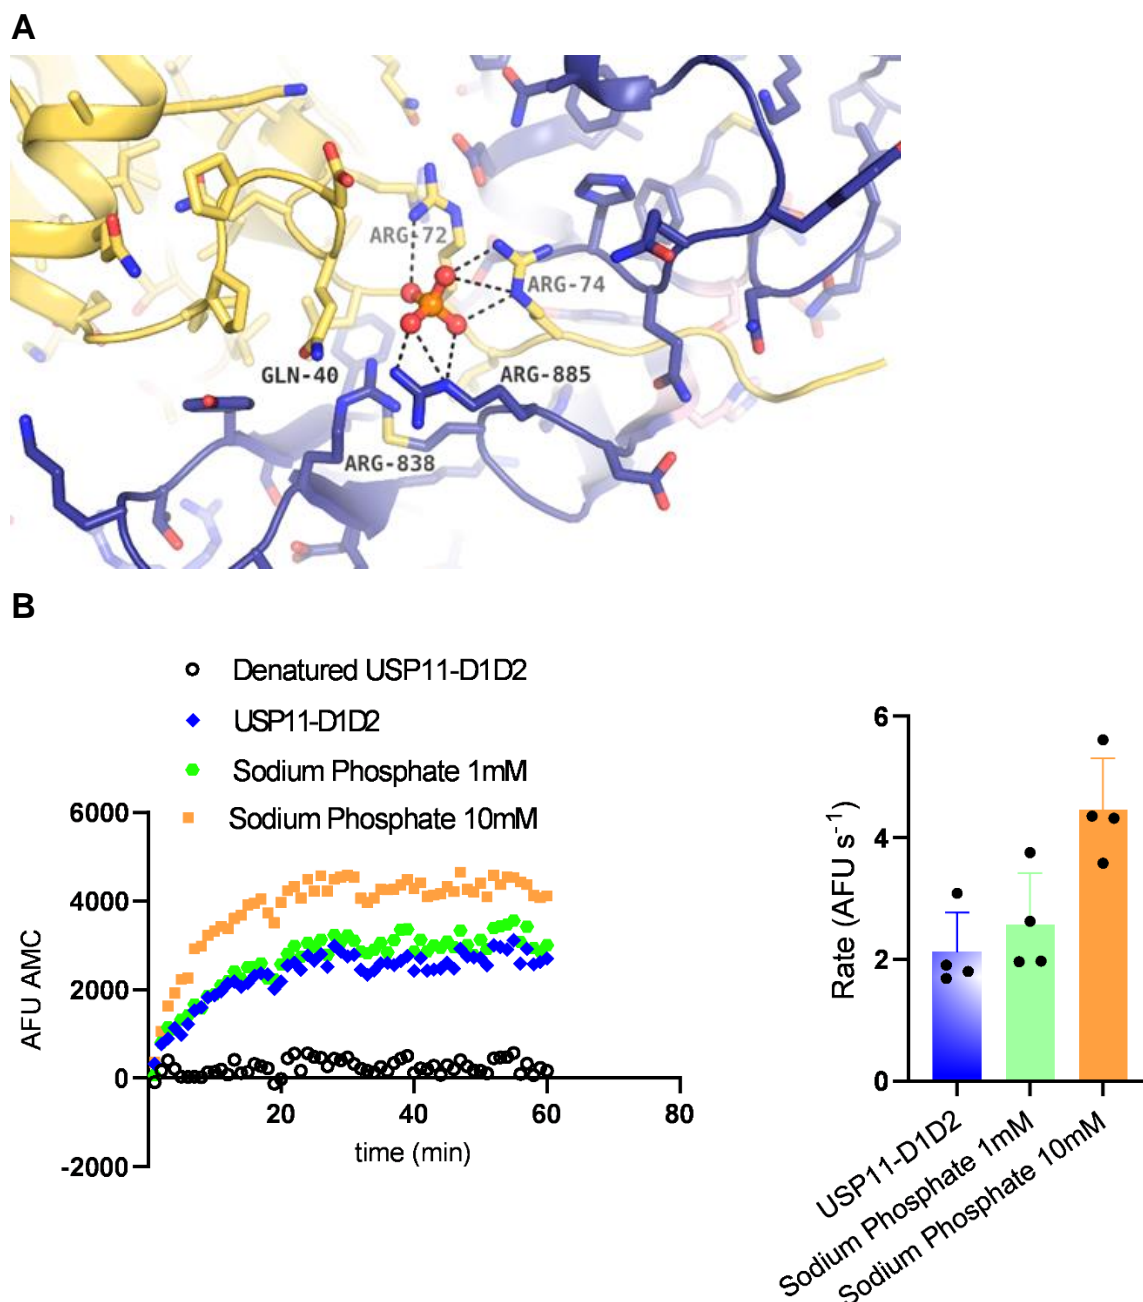 A
ARG-72
ARG-74
GLN-40
ARG-885
ARG-838
B
Denatured USP11-D1D2
USP11-D1D2
Sodium Phosphate 1mM
Sodium Phosphate 10mM
6000
4000
2000
0
-2000
AFU AMC
20
40
60
80
time (min)
6
4
2
0
Rate (AFU s⁻¹)
USP11-D1D2
Sodium Phosphate 1mM
Sodium Phosphate 10mM